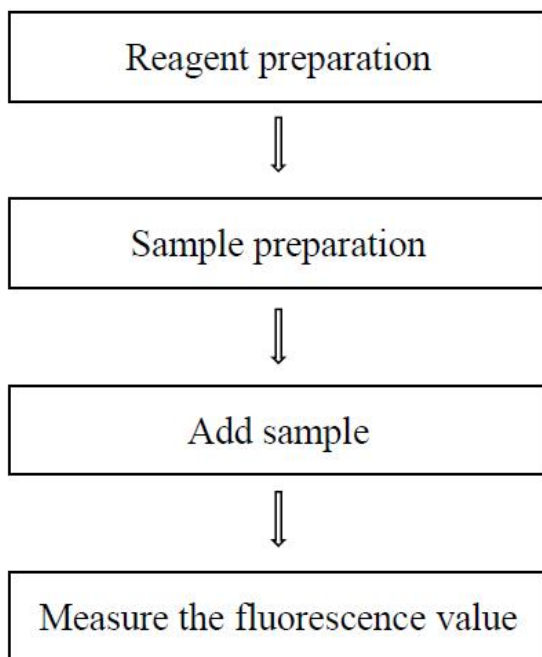 Reagent preparation
Sample preparation
Add sample
Measure the fluorescence value